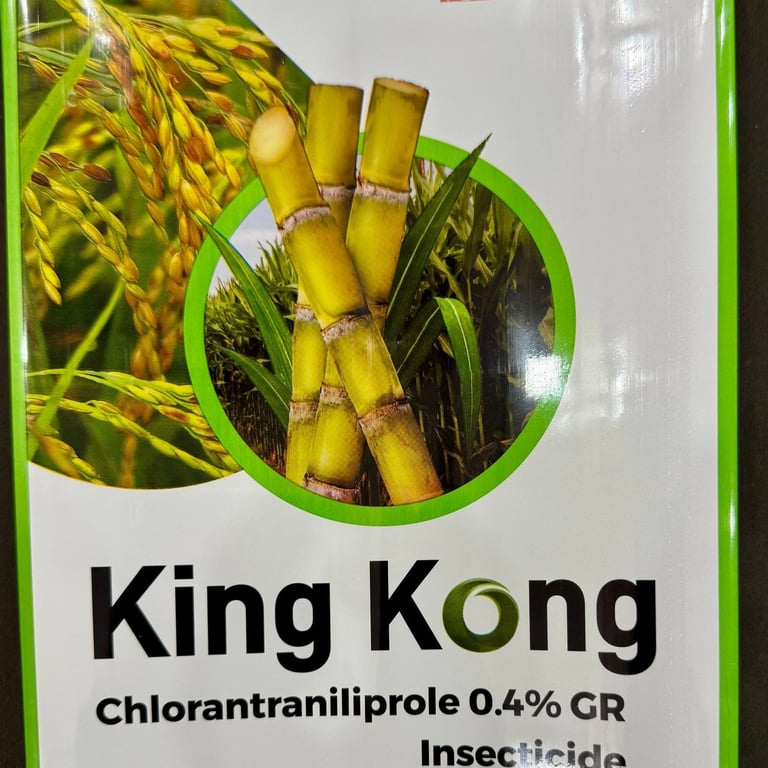 King Kong
Chlorantraniliprole 0.4% GR
Insecticide